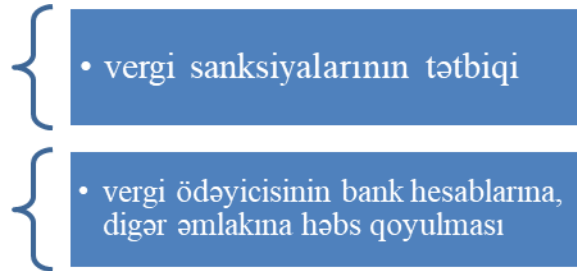 • vergi sanksiyalarının tətbiqi
• vergi ödəyicisinin bank hesablarına,
digər əmlakına həbs qoyulması